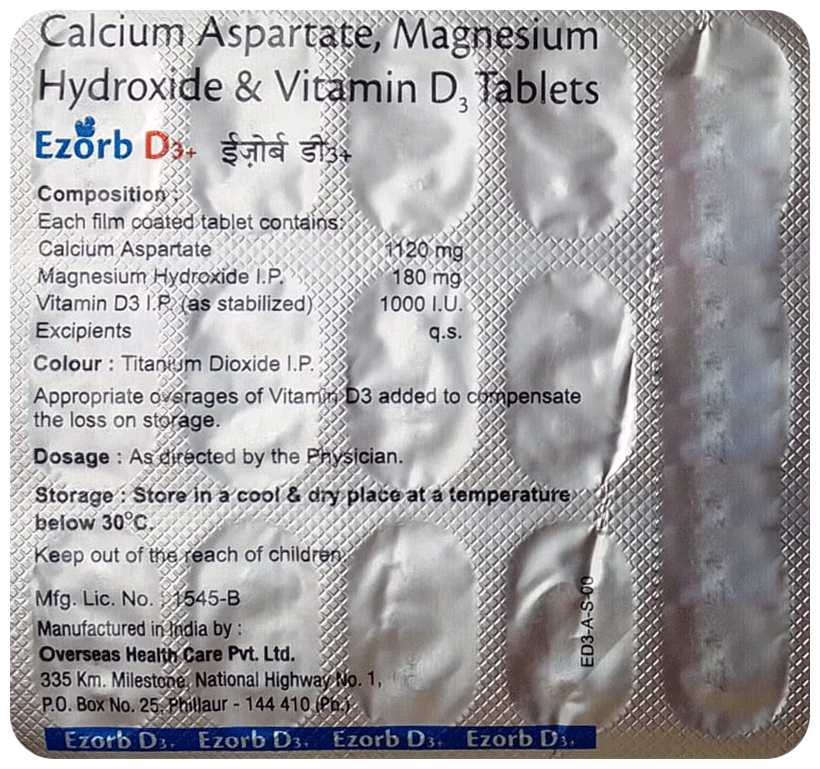 Calcium Aspartate, Magnesium
Hydroxide & Vitamin D₃ Tablets
Ezorb D3+ ईज़ोर्ब डी3+
Composition :
Each film coated tablet contains:
Calcium Aspartate 1120 mg
Magnesium Hydroxide I.P. 180 mg
Vitamin D3 I.P. (as stabilized) 1000 I.U.
Excipients q.s.
Colour : Titanium Dioxide I.P.
Appropriate overages of Vitamin D3 added to compensate
the loss on storage.
Dosage : As directed by the Physician.
Storage : Store in a cool & dry place at a temperature
below 30°C.
Keep out of the reach of children.
Mfg. Lic. No. : 1545-B
Manufactured in India by :
Overseas Health Care Pvt. Ltd.
335 Km. Milestone, National Highway No. 1,
P.O. Box No. 25, Phillaur - 144 410 (Pb.)
ED3-A-S-00
Ezorb D3+ Ezorb D3+ Ezorb D3+ Ezorb D3+